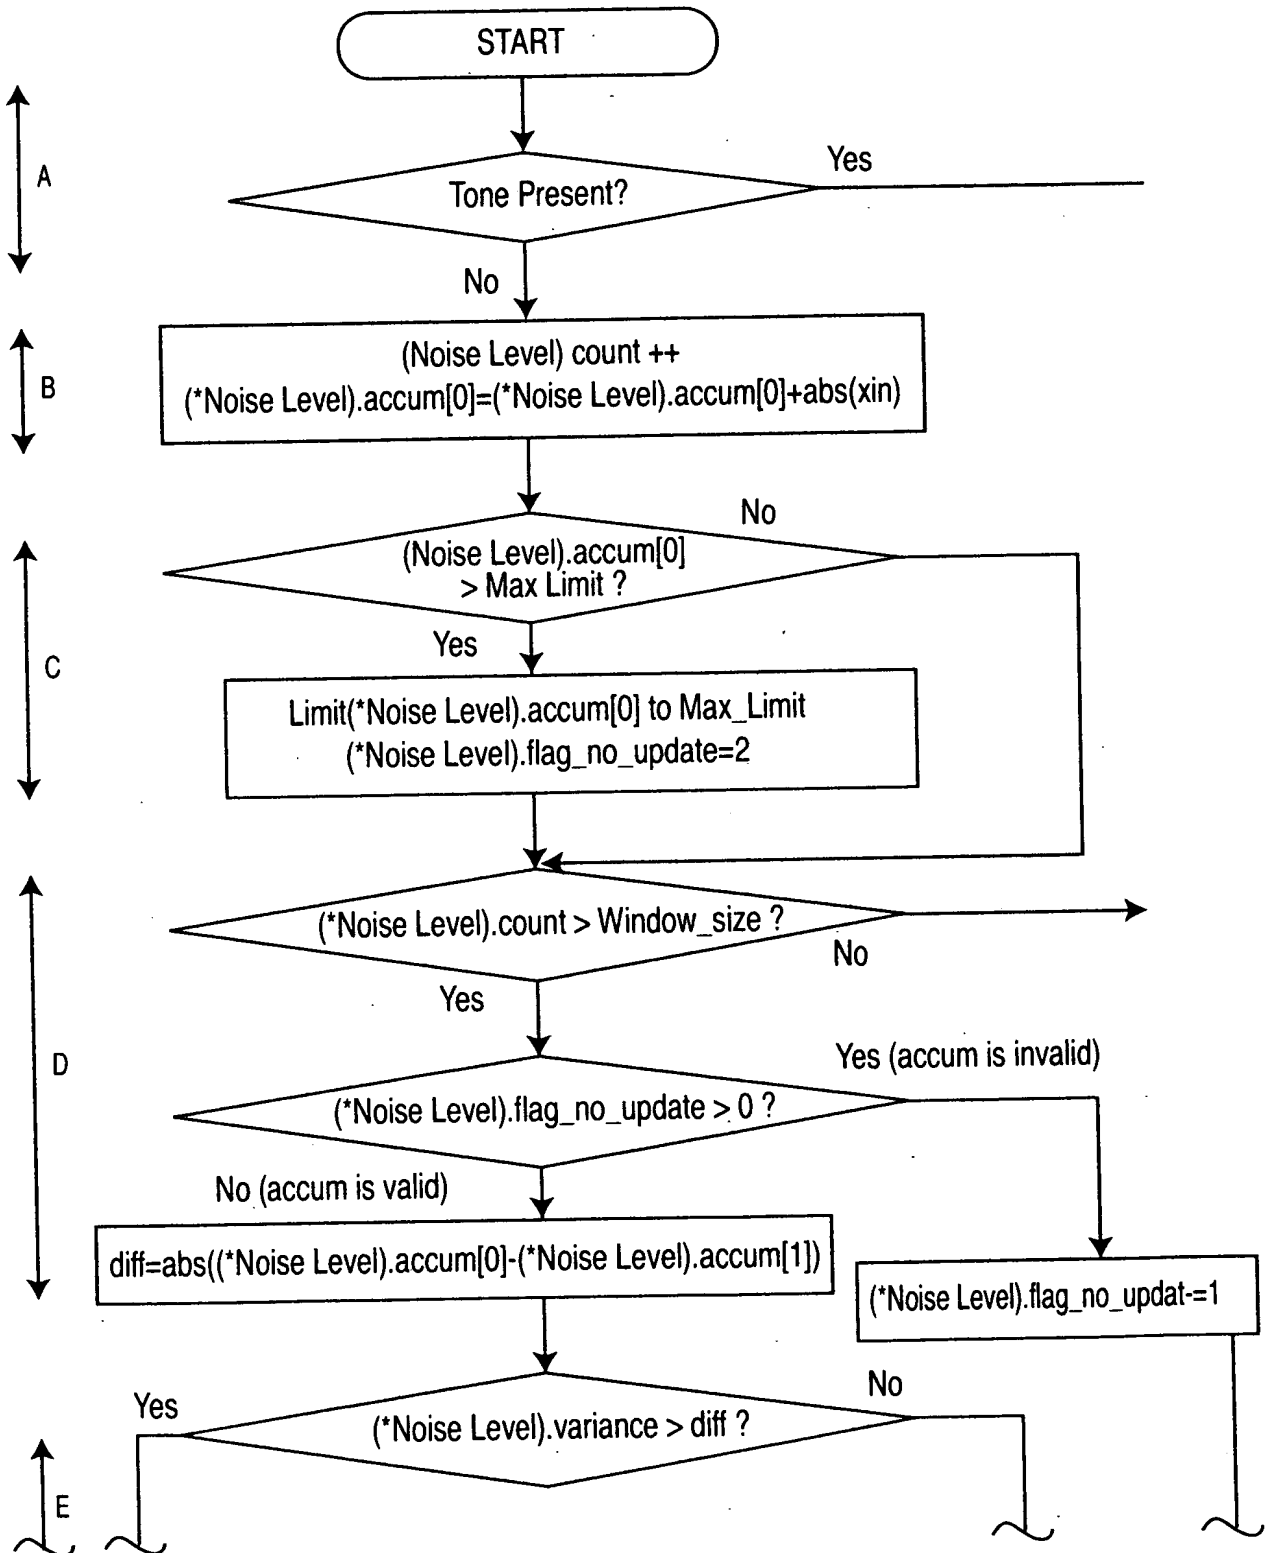 START
A
Tone Present?
Yes
No
B
(Noise Level) count ++
(*Noise Level).accum[0]=(*Noise Level).accum[0]+abs(xin)
No
(Noise Level).accum[0]
> Max Limit ?
Yes
C
Limit(*Noise Level).accum[0] to Max_Limit
(*Noise Level).flag_no_update=2
(*Noise Level).count > Window_size ?
No
Yes
D
Yes (accum is invalid)
(*Noise Level).flag_no_update > 0 ?
No (accum is valid)
diff=abs((*Noise Level).accum[0]-(*Noise Level).accum[1])
(*Noise Level).flag_no_updat-=1
Yes
No
(*Noise Level).variance > diff ?
E